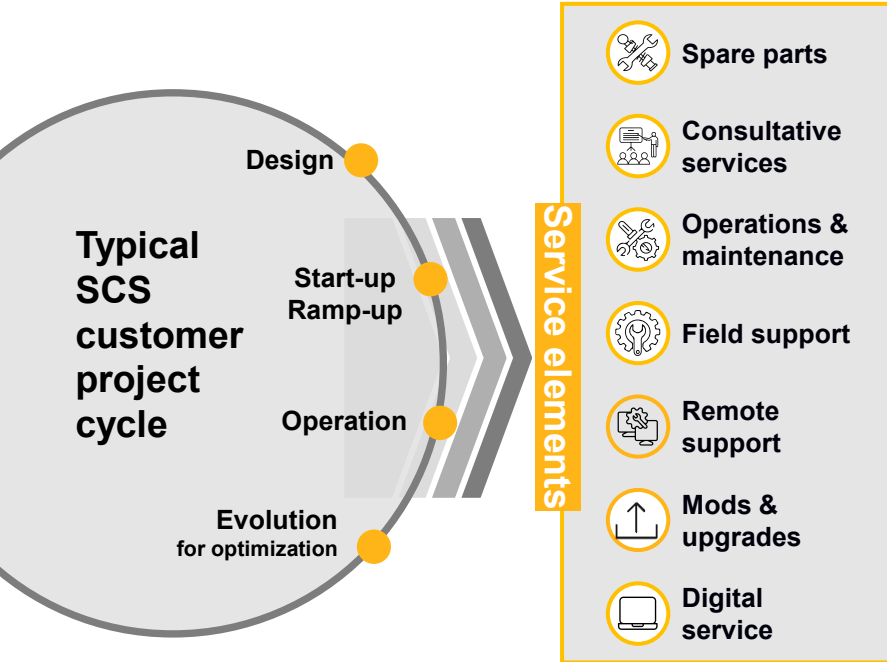 Typical
SCS
customer
project
cycle
Design
Start-up
Ramp-up
Operation
Evolution
for optimization
Service elements
Spare parts
Consultative
services
Operations &
maintenance
Field support
Remote
support
Mods &
upgrades
Digital
service